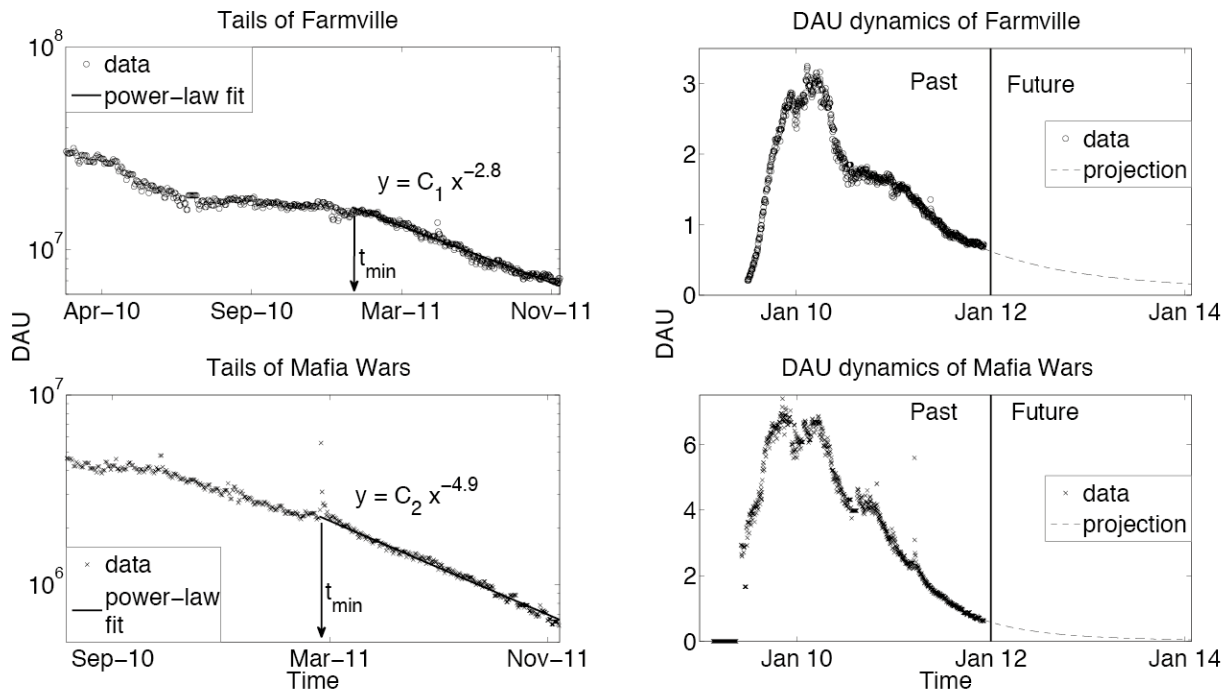 Tails of Farmville
10^8
data
power-law fit
y = C_1 x^-2.8
10^7
t_min
Apr-10 Sep-10 Mar-11 Nov-11
DAU dynamics of Farmville
3
2
1
0
Past Future
data
projection
Jan 10 Jan 12 Jan 14
DAU
DAU
Tails of Mafia Wars
10^7
y = C_2 x^-4.9
10^6
data
power-law
fit
t_min
Sep-10 Mar-11 Nov-11
Time
DAU dynamics of Mafia Wars
6
4
2
0
Past Future
data
projection
Jan 10 Jan 12 Jan 14
Time